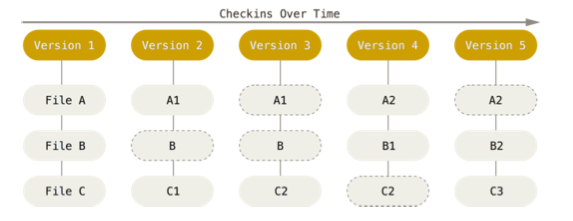 Checkins Over Time
Version 1 Version 2 Version 3 Version 4 Version 5
File A A1 A1 A2 A2
File B B B B1 B2
File C C1 C2 C2 C3